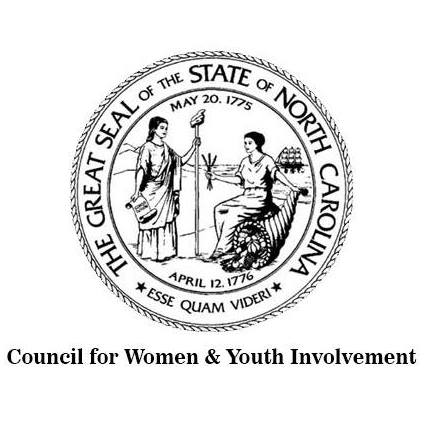 THE GREAT SEAL OF THE STATE OF NORTH CAROLINA
MAY 20, 1775
APRIL 12, 1776
★ ESSE QUAM VIDERI ★
Council for Women & Youth Involvement